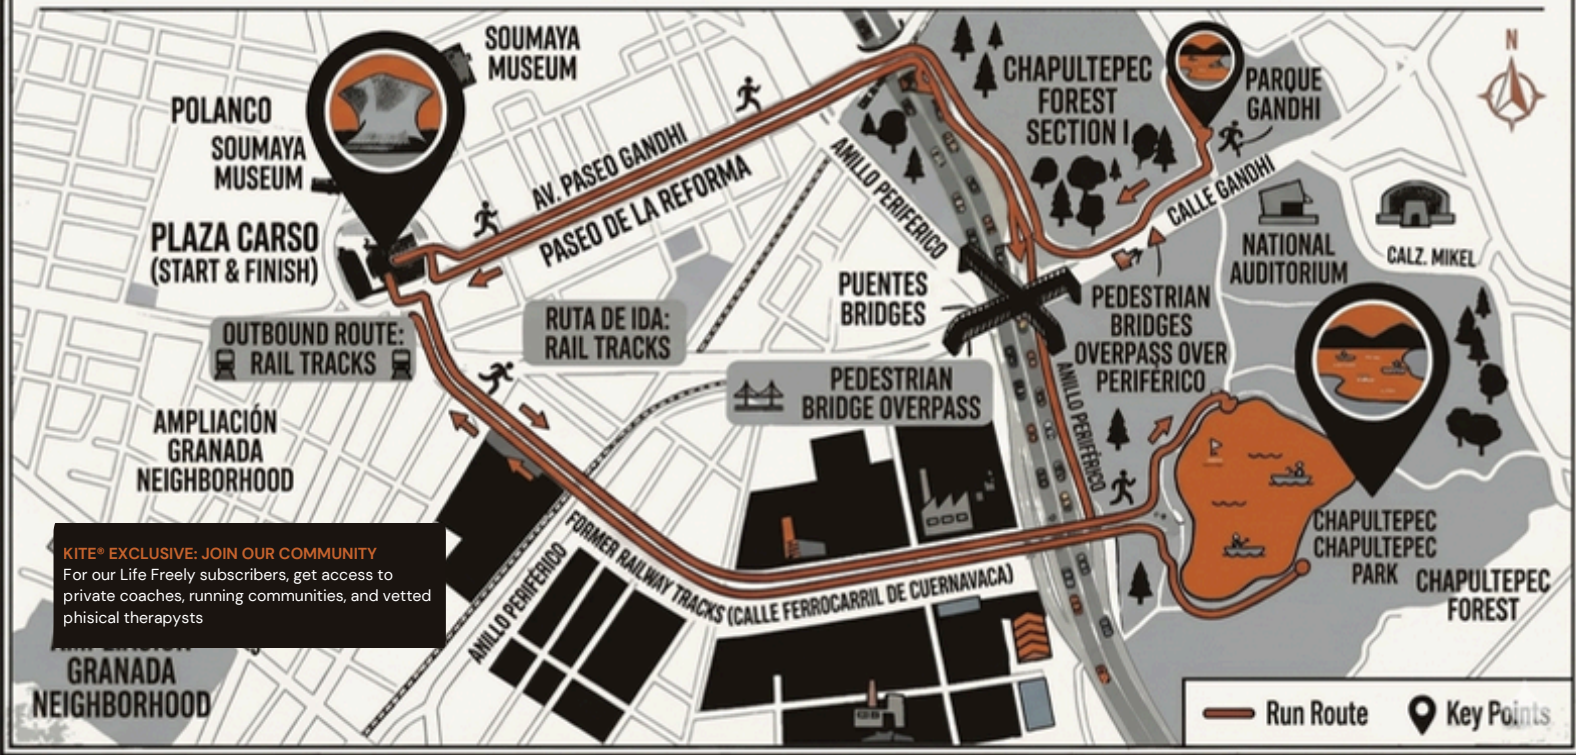 SOUMAYA
MUSEUM
POLANCO
SOUMAYA
MUSEUM
PLAZA CARSO
(START & FINISH)
OUTBOUND ROUTE:
RAIL TRACKS
RUTA DE IDA:
RAIL TRACKS
AV. PASEO GANDHI
PASEO DE LA REFORMA
ANILLO PERIFERICO
CHAPULTEPEC
FOREST
SECTION I
PARQUE
GANDHI
N
CALLE GANDHI
NATIONAL
AUDITORIUM
CALZ. MIKEL
PUENTES
BRIDGES
PEDESTRIAN
BRIDGES
OVERPASS OVER
PERIFÉRICO
PEDESTRIAN
BRIDGE OVERPASS
ANILLO PERIFÉRICO
AMPLIACIÓN
GRANADA
NEIGHBORHOOD
KITE® EXCLUSIVE: JOIN OUR COMMUNITY
For our Life Freely subscribers, get access to
private coaches, running communities, and vetted
phisical therapysts
GRANADA
NEIGHBORHOOD
ANILLO PERIFÉRICO
FORMER RAILWAY TRACKS (CALLE FERROCARRIL DE CUERNAVACA)
CHAPULTEPEC
CHAPULTEPEC
PARK
CHAPULTEPEC
FOREST
Run Route
Key Points